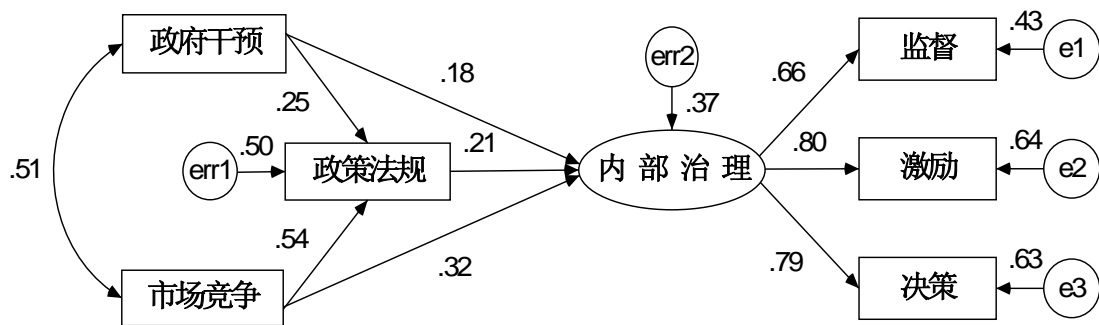 政府干预
.43
监督
e1
err2
.18
.66
.37
.25
.50
.21
.80
.64
.51
err1
政策法规
内 部 治 理
激励
e2
.54
.32
.79
.63
市场竞争
决策
e3